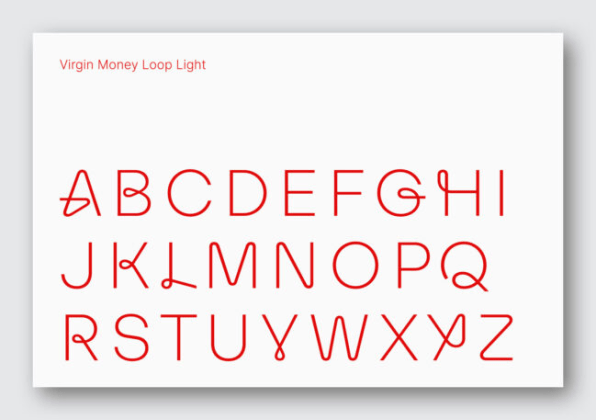 Virgin Money Loop Light
ABCDEFGHI
JKLMNOPQ
RSTUVWXYZ